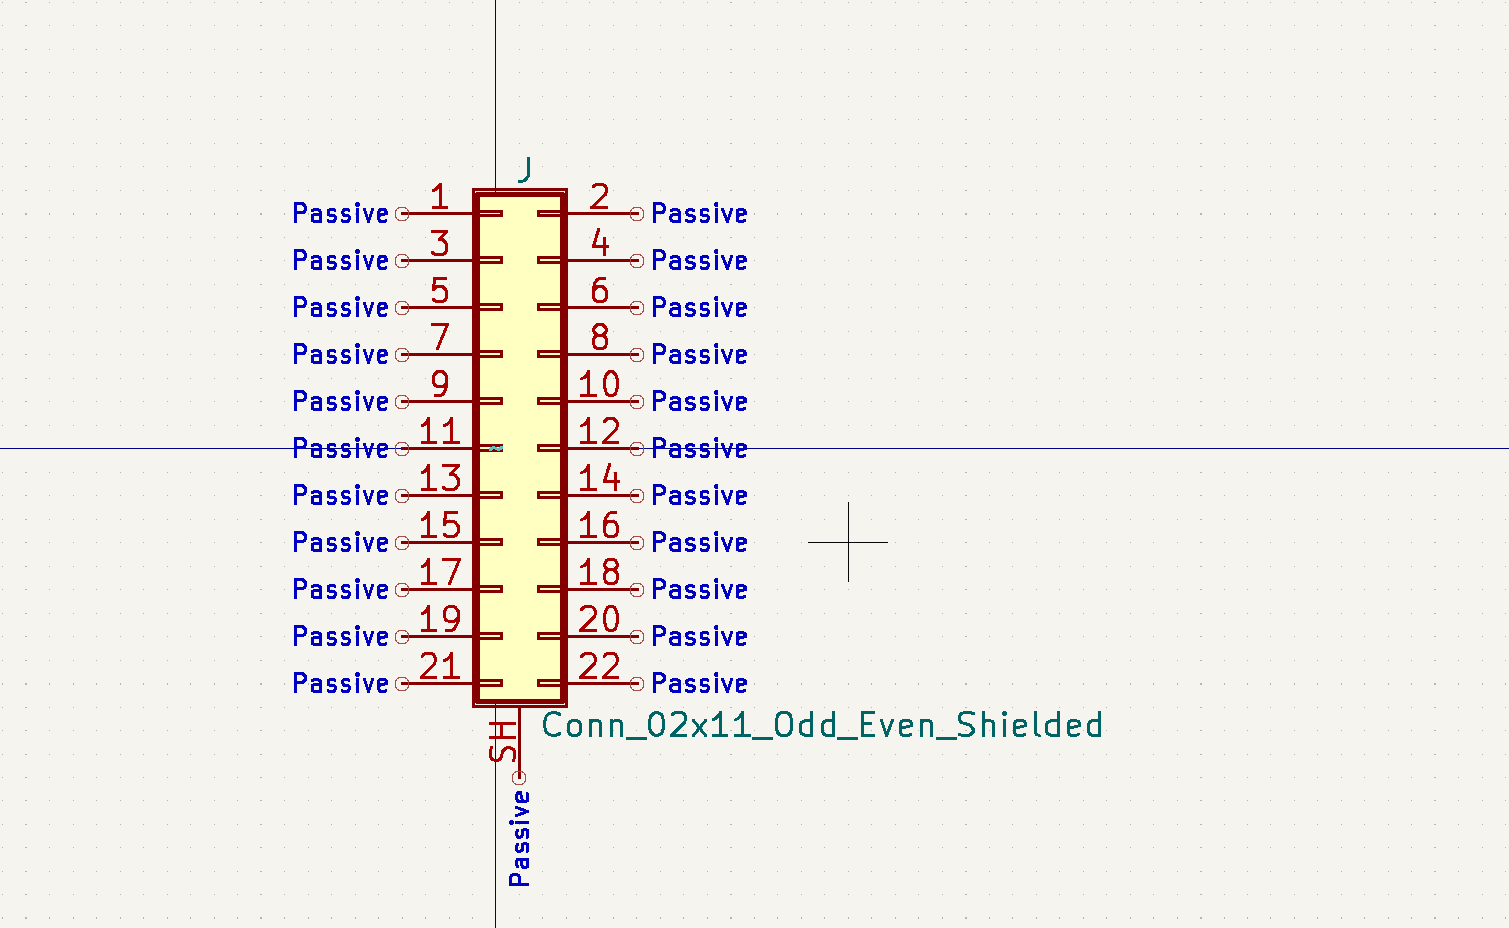 J
Passive 1 2 Passive
Passive 3 4 Passive
Passive 5 6 Passive
Passive 7 8 Passive
Passive 9 10 Passive
Passive 11 12 Passive
Passive 13 14 Passive
Passive 15 16 Passive
Passive 17 18 Passive
Passive 19 20 Passive
Passive 21 22 Passive
SH
Conn_02x11_Odd_Even_Shielded
Passive